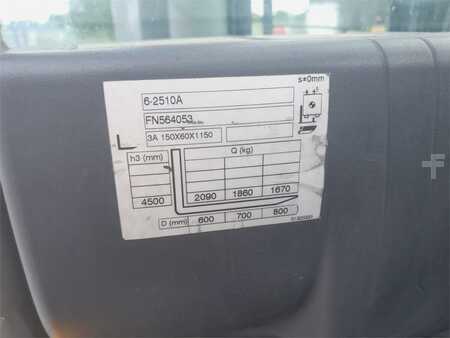 s=0mm
6-2510A
FN564053
3A 150X60X1150
h3 (mm)
Q (kg)
4500
2090 1860 1670
D (mm) 600 700 800